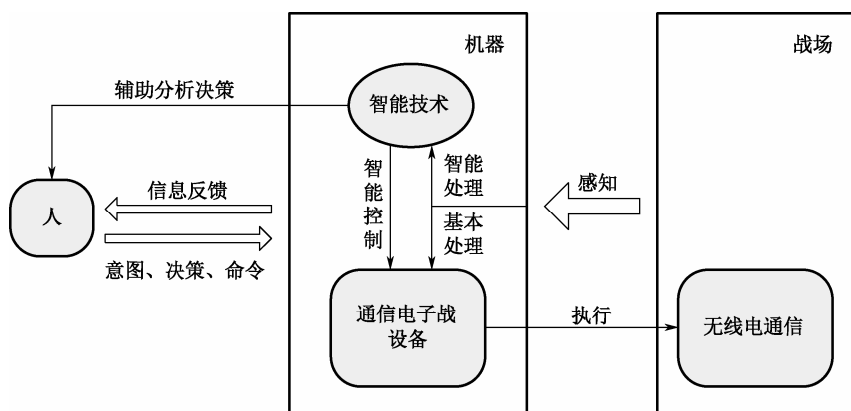 机器
战场
辅助分析决策
智能技术
智能控制
智能
处理
基本
处理
感知
人
信息反馈
意图、决策、命令
通信电子战
设备
执行
无线电通信